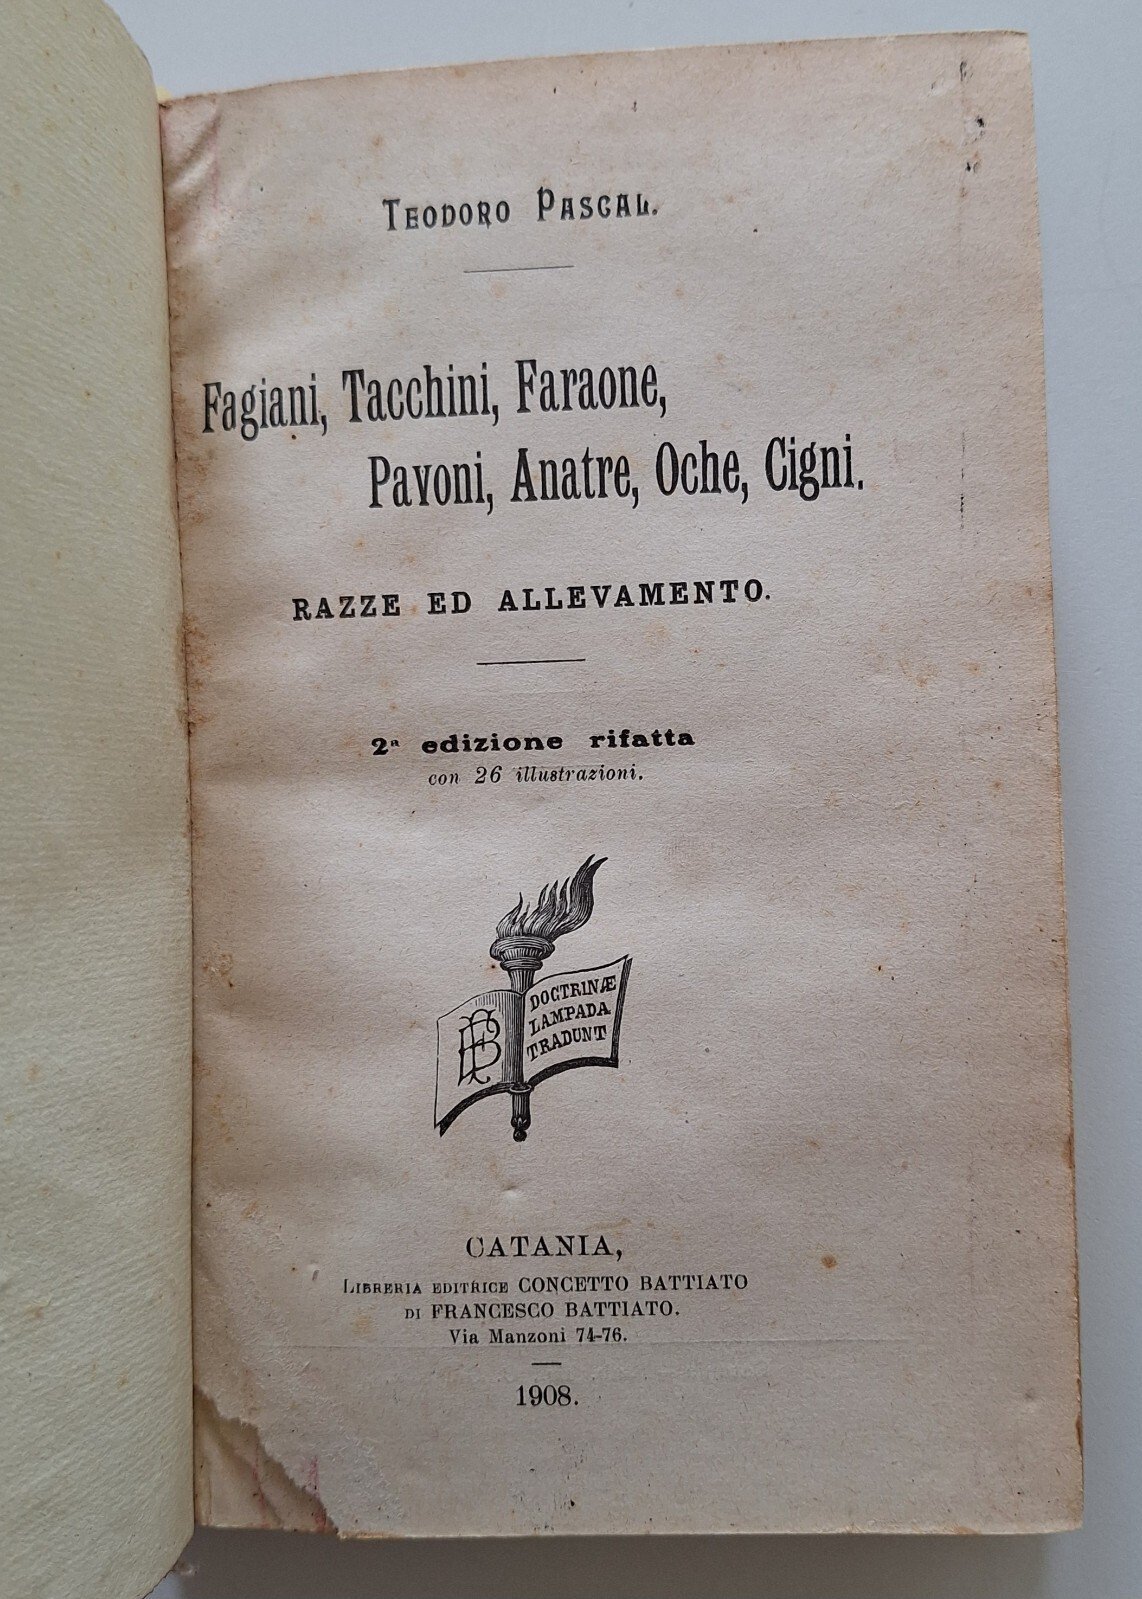 TEODORO PASCAL.
Fagiani, Tacchini, Faraone,
Pavoni, Anatre, Oche, Cigni.
RAZZE ED ALLEVAMENTO.
2ª edizione rifatta
con 26 illustrazioni.
DOCTRINÆ
LAMPADA
TRADUNT
CATANIA,
LIBRERIA EDITRICE CONCETTO BATTIATO
DI FRANCESCO BATTIATO.
Via Manzoni 74-76.
1908.